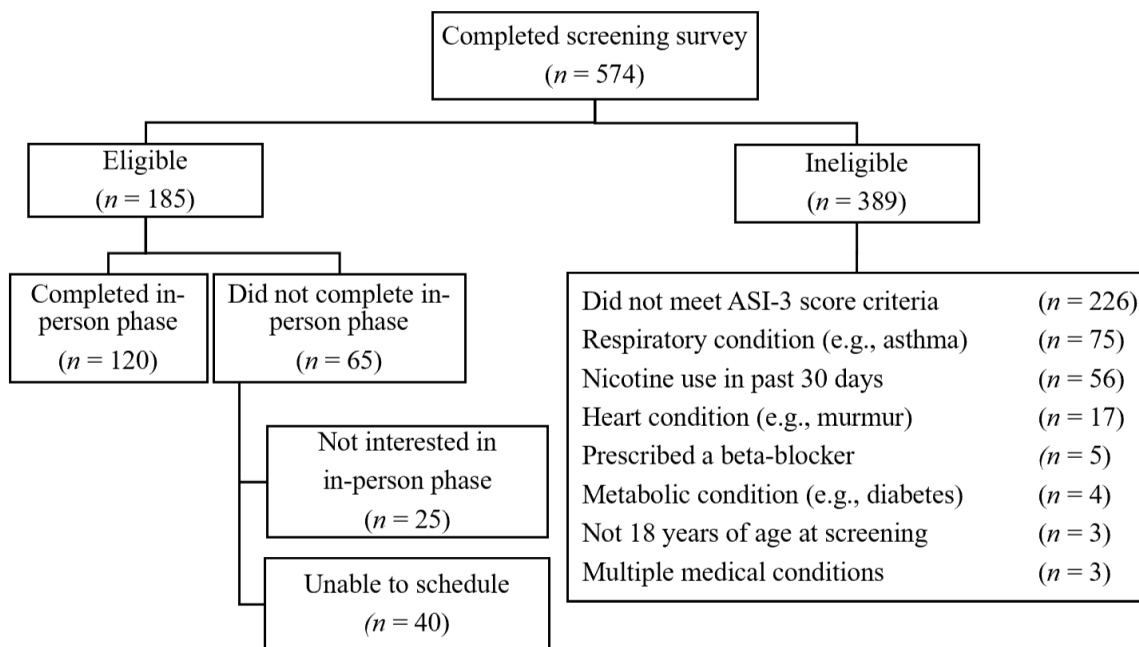 Completed screening survey
(n = 574)
Eligible
(n = 185)
Ineligible
(n = 389)
Completed in-
person phase
(n = 120)
Did not complete in-
person phase
(n = 65)
Not interested in
in-person phase
(n = 25)
Unable to schedule
(n = 40)
Did not meet ASI-3 score criteria (n = 226)
Respiratory condition (e.g., asthma) (n = 75)
Nicotine use in past 30 days (n = 56)
Heart condition (e.g., murmur) (n = 17)
Prescribed a beta-blocker (n = 5)
Metabolic condition (e.g., diabetes) (n = 4)
Not 18 years of age at screening (n = 3)
Multiple medical conditions (n = 3)